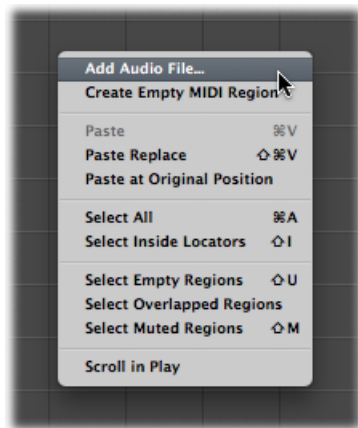 Add Audio File...
Create Empty MIDI Region
Paste ⌘V
Paste Replace ⇧⌘V
Paste at Original Position
Select All ⌘A
Select Inside Locators ⇧I
Select Empty Regions ⇧U
Select Overlapped Regions
Select Muted Regions ⇧M
Scroll in Play